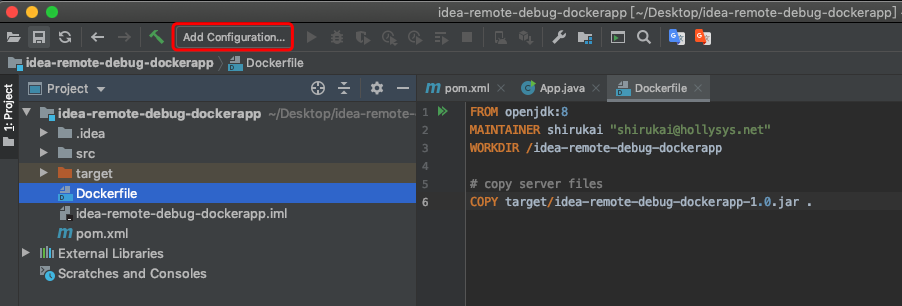 idea-remote-debug-dockerapp [~/Desktop/idea-remote-debug-dockerapp] -
Add Configuration...
idea-remote-debug-dockerapp Dockerfile
1: Project
Project
idea-remote-debug-dockerapp ~/Desktop/idea-remote-
.idea
src
target
Dockerfile
idea-remote-debug-dockerapp.iml
pom.xml
External Libraries
Scratches and Consoles
pom.xml App.java Dockerfile
1 FROM openjdk:8
2 MAINTAINER shirukai "shirukai@hollysys.net"
3 WORKDIR /idea-remote-debug-dockerapp
4
5 # copy server files
6 COPY target/idea-remote-debug-dockerapp-1.0.jar .